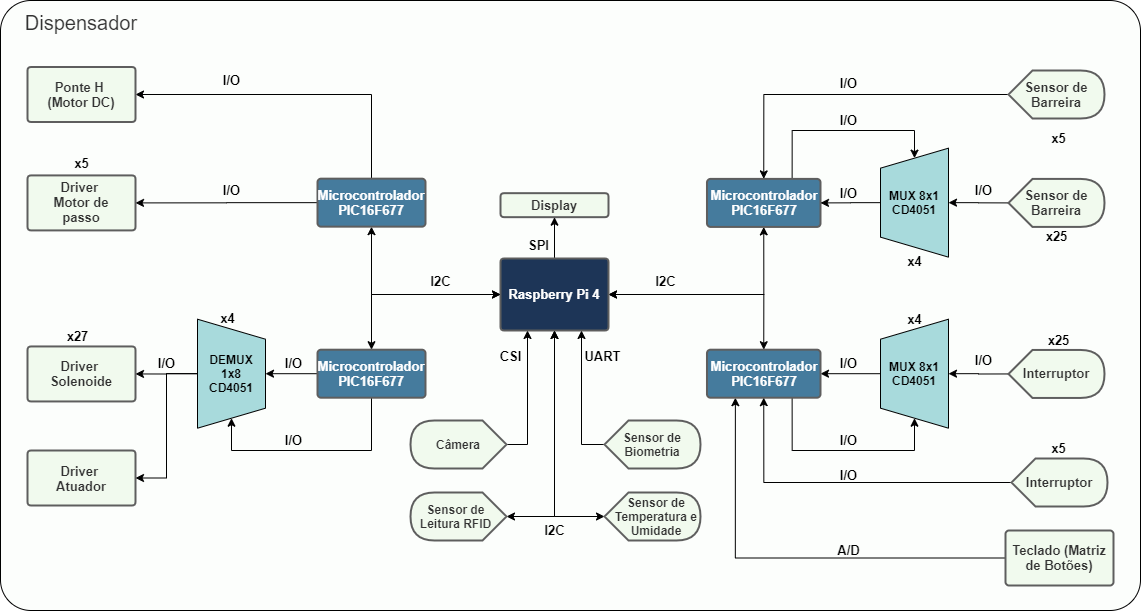 Dispensador
Ponte H
(Motor DC)
I/O
x5
Driver
Motor de
passo
I/O
Microcontrolador
PIC16F677
I2C
x27
Driver
Solenoide
I/O
x4
DEMUX
1x8
CD4051
I/O
Microcontrolador
PIC16F677
I/O
Driver
Atuador
Display
SPI
Raspberry Pi 4
CSI
UART
Câmera
Sensor de
Biometria
Sensor de
Leitura RFID
I2C
Sensor de
Temperatura e
Umidade
I/O
Sensor de
Barreira
x5
I/O
Microcontrolador
PIC16F677
I/O
MUX 8x1
CD4051
x4
I/O
Sensor de
Barreira
x25
I2C
Microcontrolador
PIC16F677
I/O
x4
MUX 8x1
CD4051
I/O
x25
Interruptor
I/O
x5
I/O
Interruptor
A/D
Teclado (Matriz
de Botões)